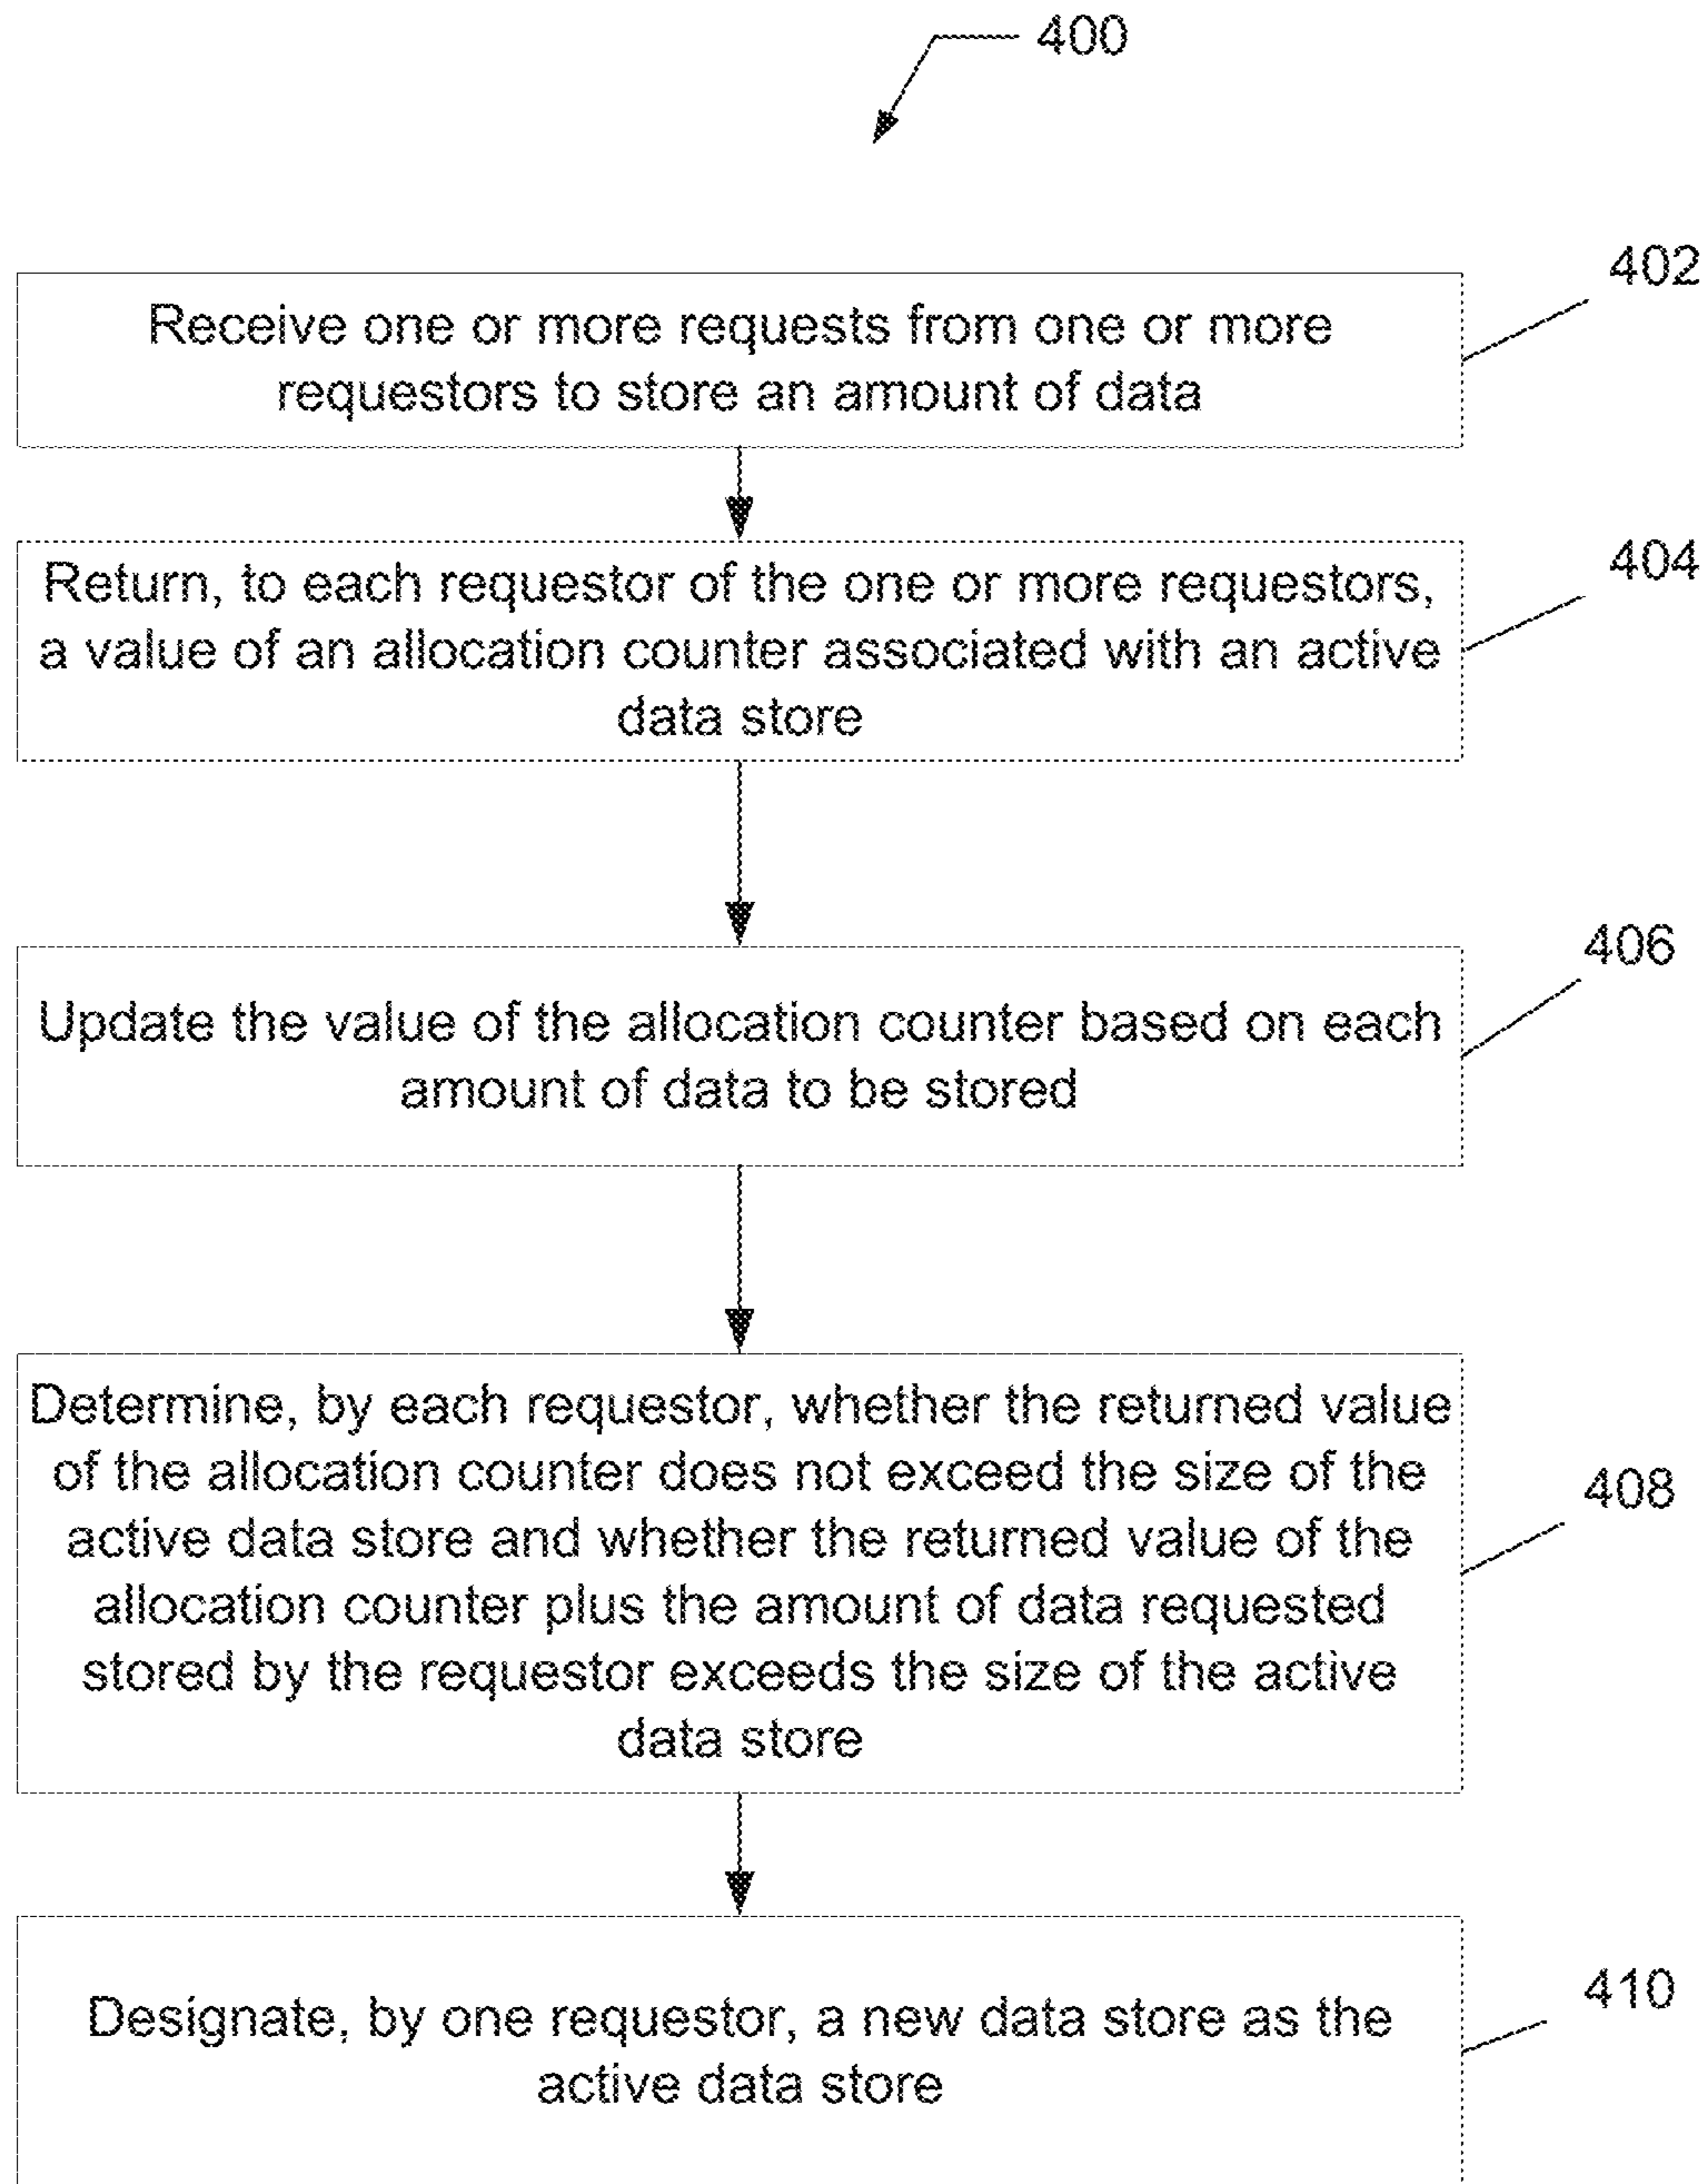 400
402
Receive one or more requests from one or more
requestors to store an amount of data
404
Return, to each requestor of the one or more requestors,
a value of an allocation counter associated with an active
data store
406
Update the value of the allocation counter based on each
amount of data to be stored
Determine, by each requestor, whether the returned value
of the allocation counter does not exceed the size of the
408
active data store and whether the returned value of the
allocation counter plus the amount of data requested
stored by the requestor exceeds the size of the active
data store
410
Designate, by one requestor, a new data store as the
active data store